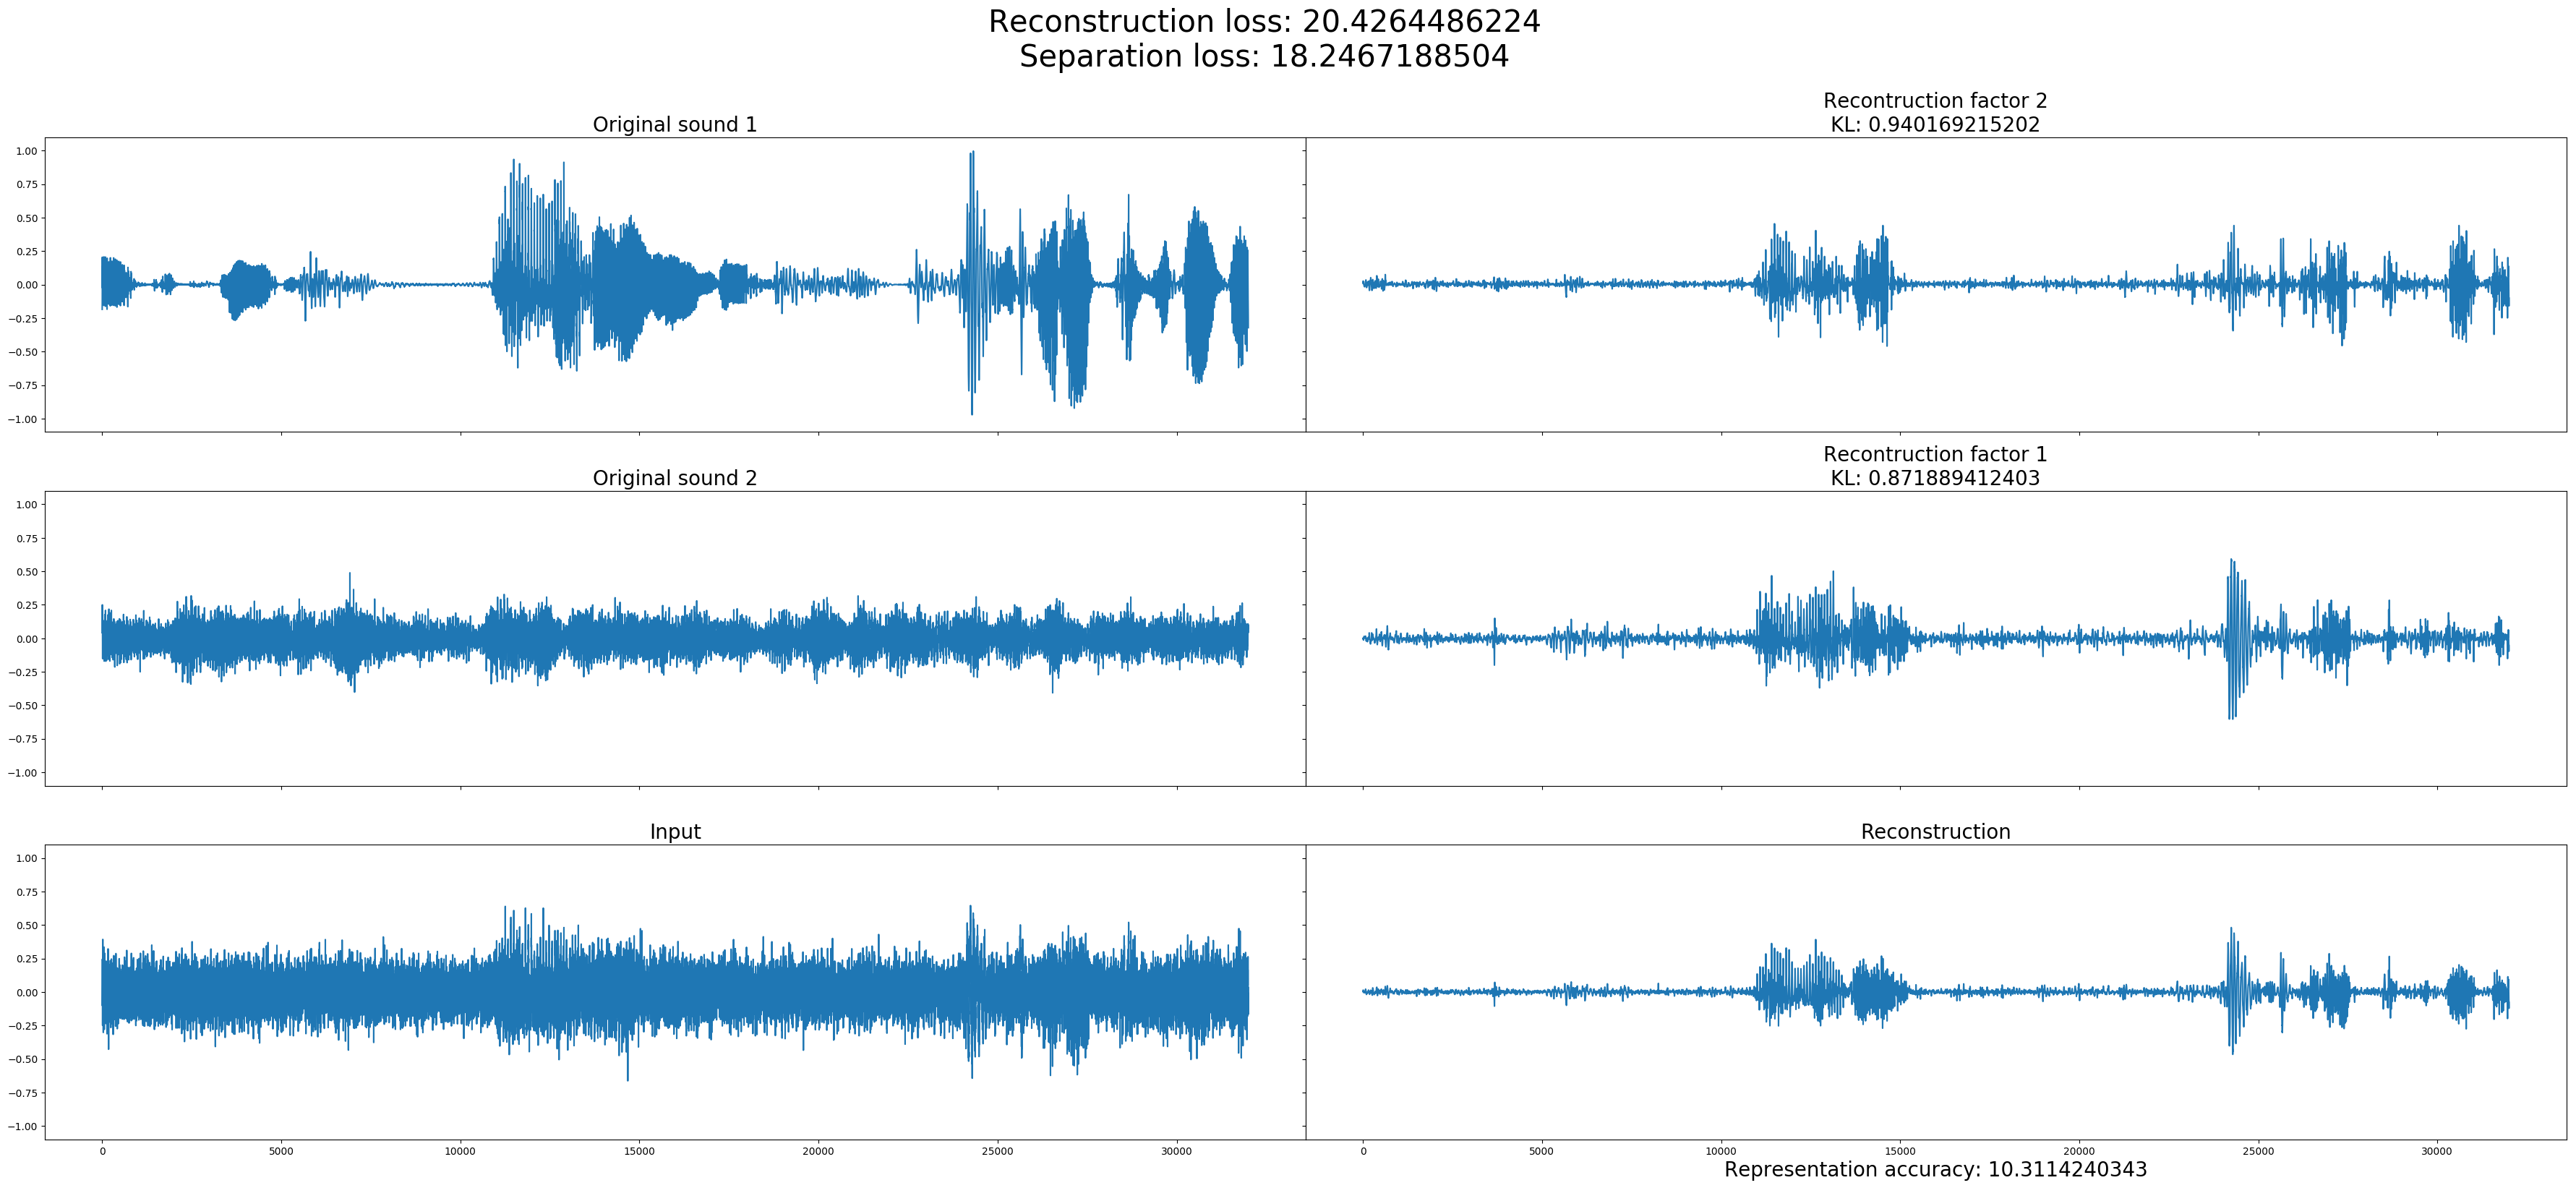 Reconstruction loss: 20.4264486224
Separation loss: 18.2467188504
Original sound 1
1.00
0.75
0.50
0.25
0.00
−0.25
−0.50
−0.75
−1.00
Recontruction factor 2
KL: 0.940169215202
Original sound 2
1.00
0.75
0.50
0.25
0.00
−0.25
−0.50
−0.75
−1.00
Recontruction factor 1
KL: 0.871889412403
Input
1.00
0.75
0.50
0.25
0.00
−0.25
−0.50
−0.75
−1.00
0 5000 10000 15000 20000 25000 30000
Reconstruction
0 5000 10000 15000 20000 25000 30000
Representation accuracy: 10.3114240343